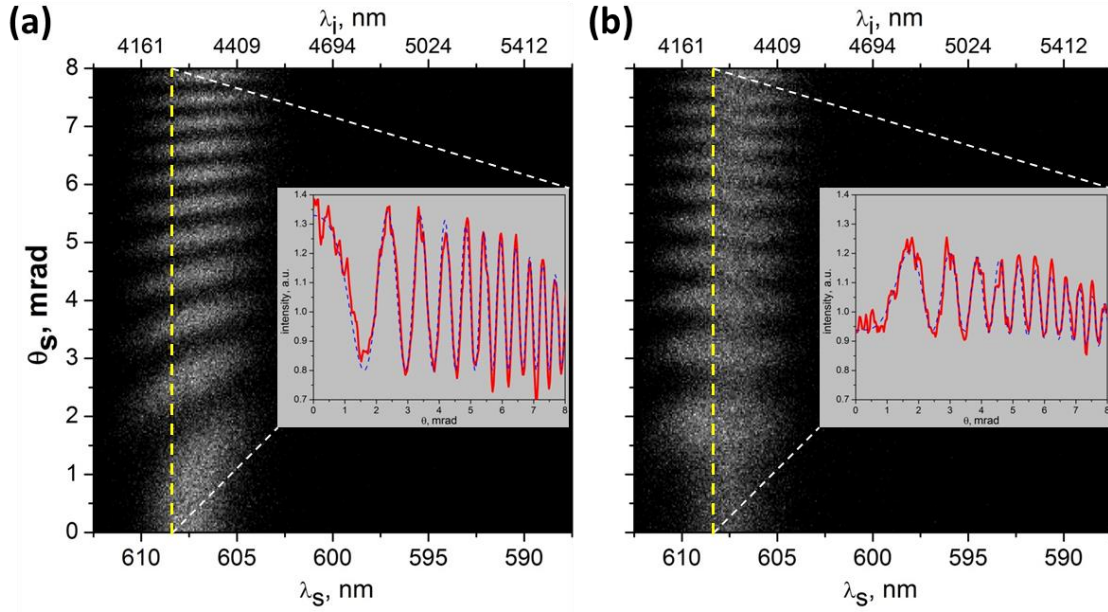 (a)
λi, nm
4161 4409 4694 5024 5412
8
7
6
5
4
3
2
1
0
θs, mrad
1.4
1.3
1.2
1.1
1.0
0.9
0.8
0.7
intensity, a.u.
0 1 2 3 4 5 6 7 8
θ, mrad
610 605 600 595 590
λs, nm
(b)
λi, nm
4161 4409 4694 5024 5412
1.4
1.3
1.2
1.1
1.0
0.9
0.8
0.7
intensity, a.u.
0 1 2 3 4 5 6 7 8
θ, mrad
610 605 600 595 590
λs, nm